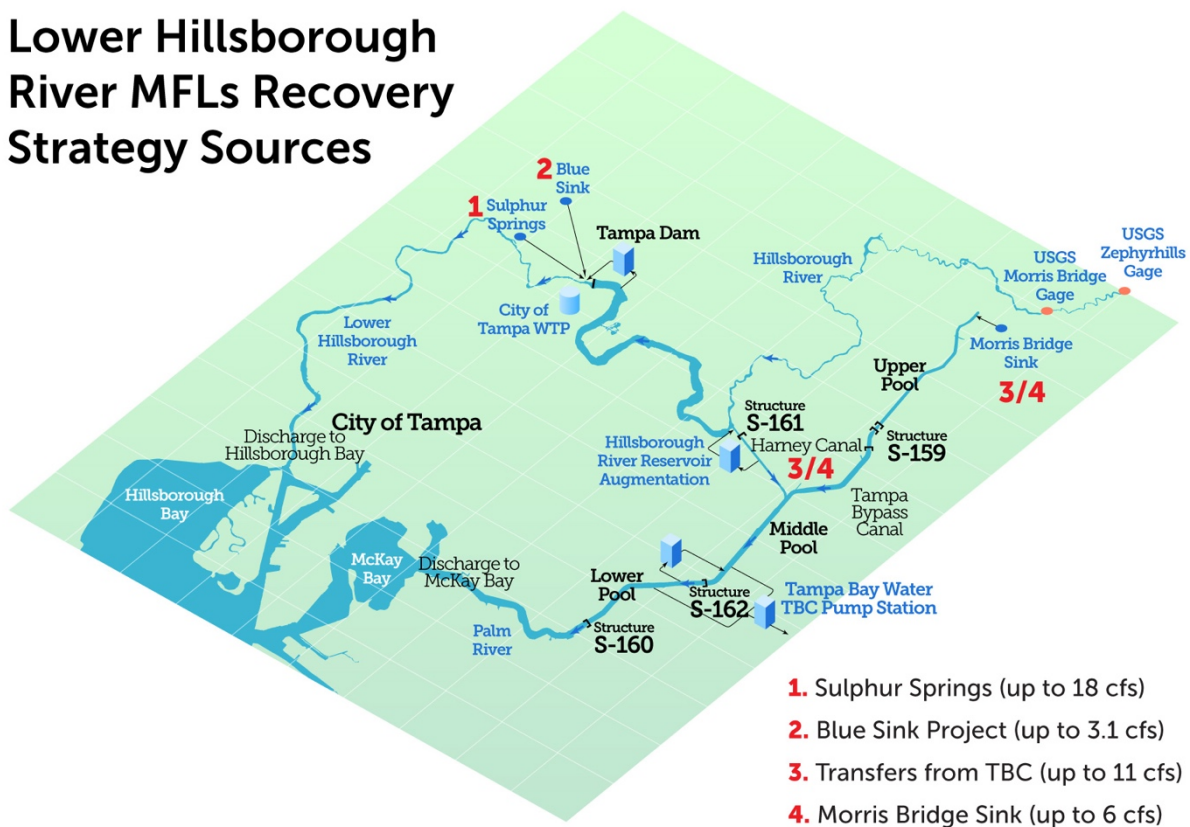 Lower Hillsborough
River MFLs Recovery
Strategy Sources
2 Blue
Sink
1 Sulphur
Springs
Tampa Dam
City of
Tampa WTP
Hillsborough
River
USGS
Zephyrhills
Gage
USGS
Morris Bridge
Gage
Morris Bridge
Sink
3/4
Lower
Hillsborough
River
Upper
Pool
City of Tampa
Structure
S-161
Harney Canal
3/4
Structure
S-159
Hillsborough
River Reservoir
Augmentation
Discharge to
Hillsborough Bay
Hillsborough
Bay
Tampa
Bypass
Canal
Middle
Pool
McKay
Bay
Discharge to
McKay Bay
Lower
Pool
Structure
S-162
Tampa Bay Water
TBC Pump Station
Palm
River
Structure
S-160
1. Sulphur Springs (up to 18 cfs)
2. Blue Sink Project (up to 3.1 cfs)
3. Transfers from TBC (up to 11 cfs)
4. Morris Bridge Sink (up to 6 cfs)